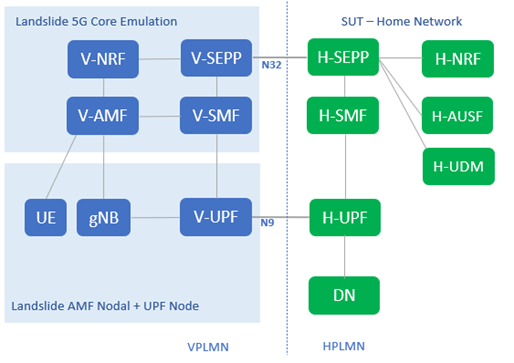 Landslide 5G Core Emulation
SUT – Home Network
V-NRF
V-SEPP
N32
H-SEPP
H-NRF
V-AMF
V-SMF
H-SMF
H-AUSF
H-UDM
UE
gNB
V-UPF
N9
H-UPF
DN
Landslide AMF Nodal + UPF Node
VPLMN
HPLMN